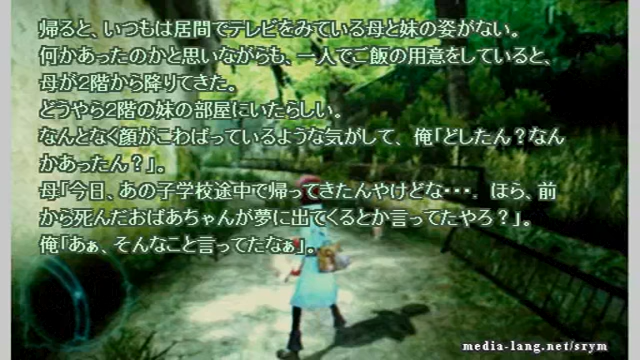 帰ると、いつもは居間でテレビをみている母と妹の姿がない。
何かあったのかと思いながらも、一人でご飯の用意をしていると、
母が2階から降りてきた。
どうやら2階の妹の部屋にいたらしい。
なんとなく顔がこわばっているような気がして、俺「どしたん？なん
かあったん？」。
母「今日、あの子学校途中で帰ってきたんやけどな・・・. ほら、前
から死んだおばあちゃんが夢に出てくるとか言ってたやろ？」。
俺「あぁ、そんなこと言ってたなぁ」。
media-lang.net/srym